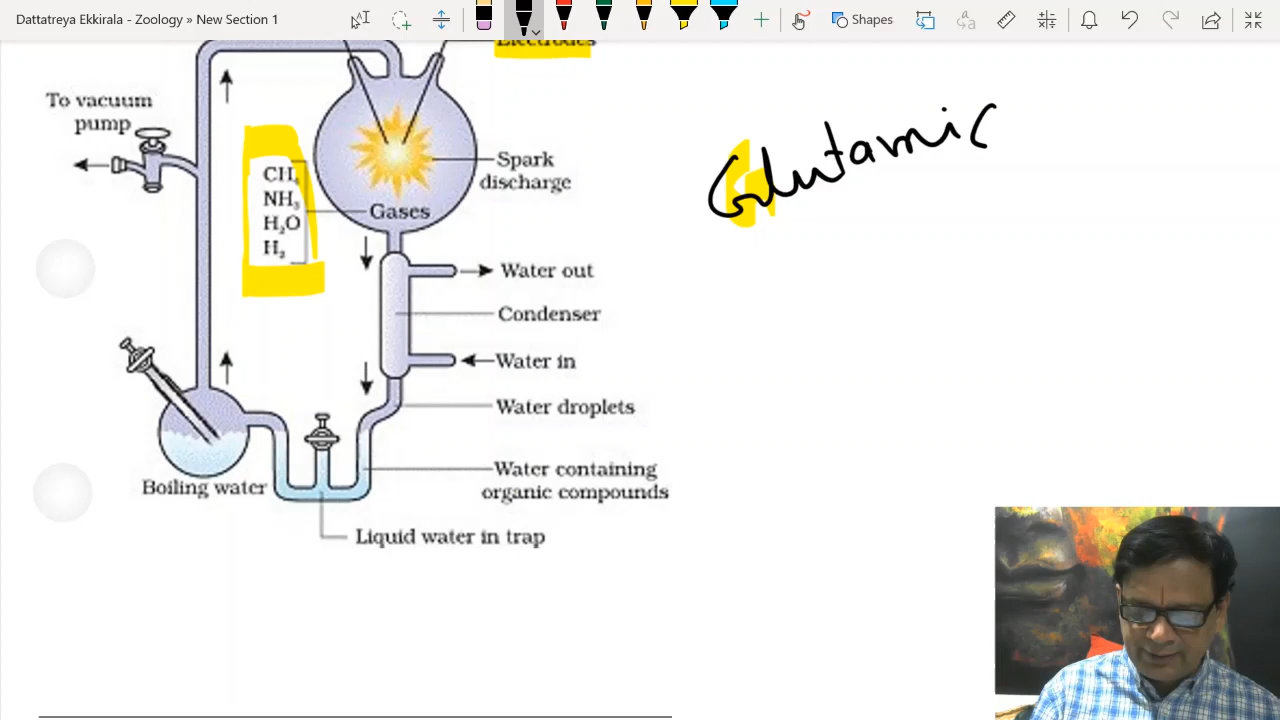 Dattatreya Ekkirala - Zoology » New Section 1
Shapes
Electrodes
To vacuum
pump
CH₄
NH₃
H₂O
H₂
Gases
Spark
discharge
Glutamic
Water out
Condenser
Water in
Water droplets
Water containing
organic compounds
Boiling water
Liquid water in trap